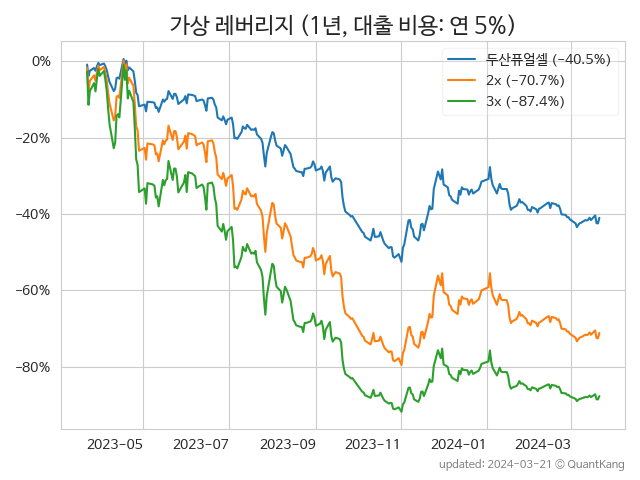 가상 레버리지 (1년, 대출 비용: 연 5%)
두산퓨얼셀 (−40.5%)
2x (−70.7%)
3x (−87.4%)
0%
−20%
−40%
−60%
−80%
2023-05
2023-07
2023-09
2023-11
2024-01
2024-03
updated: 2024-03-21 © QuantKang